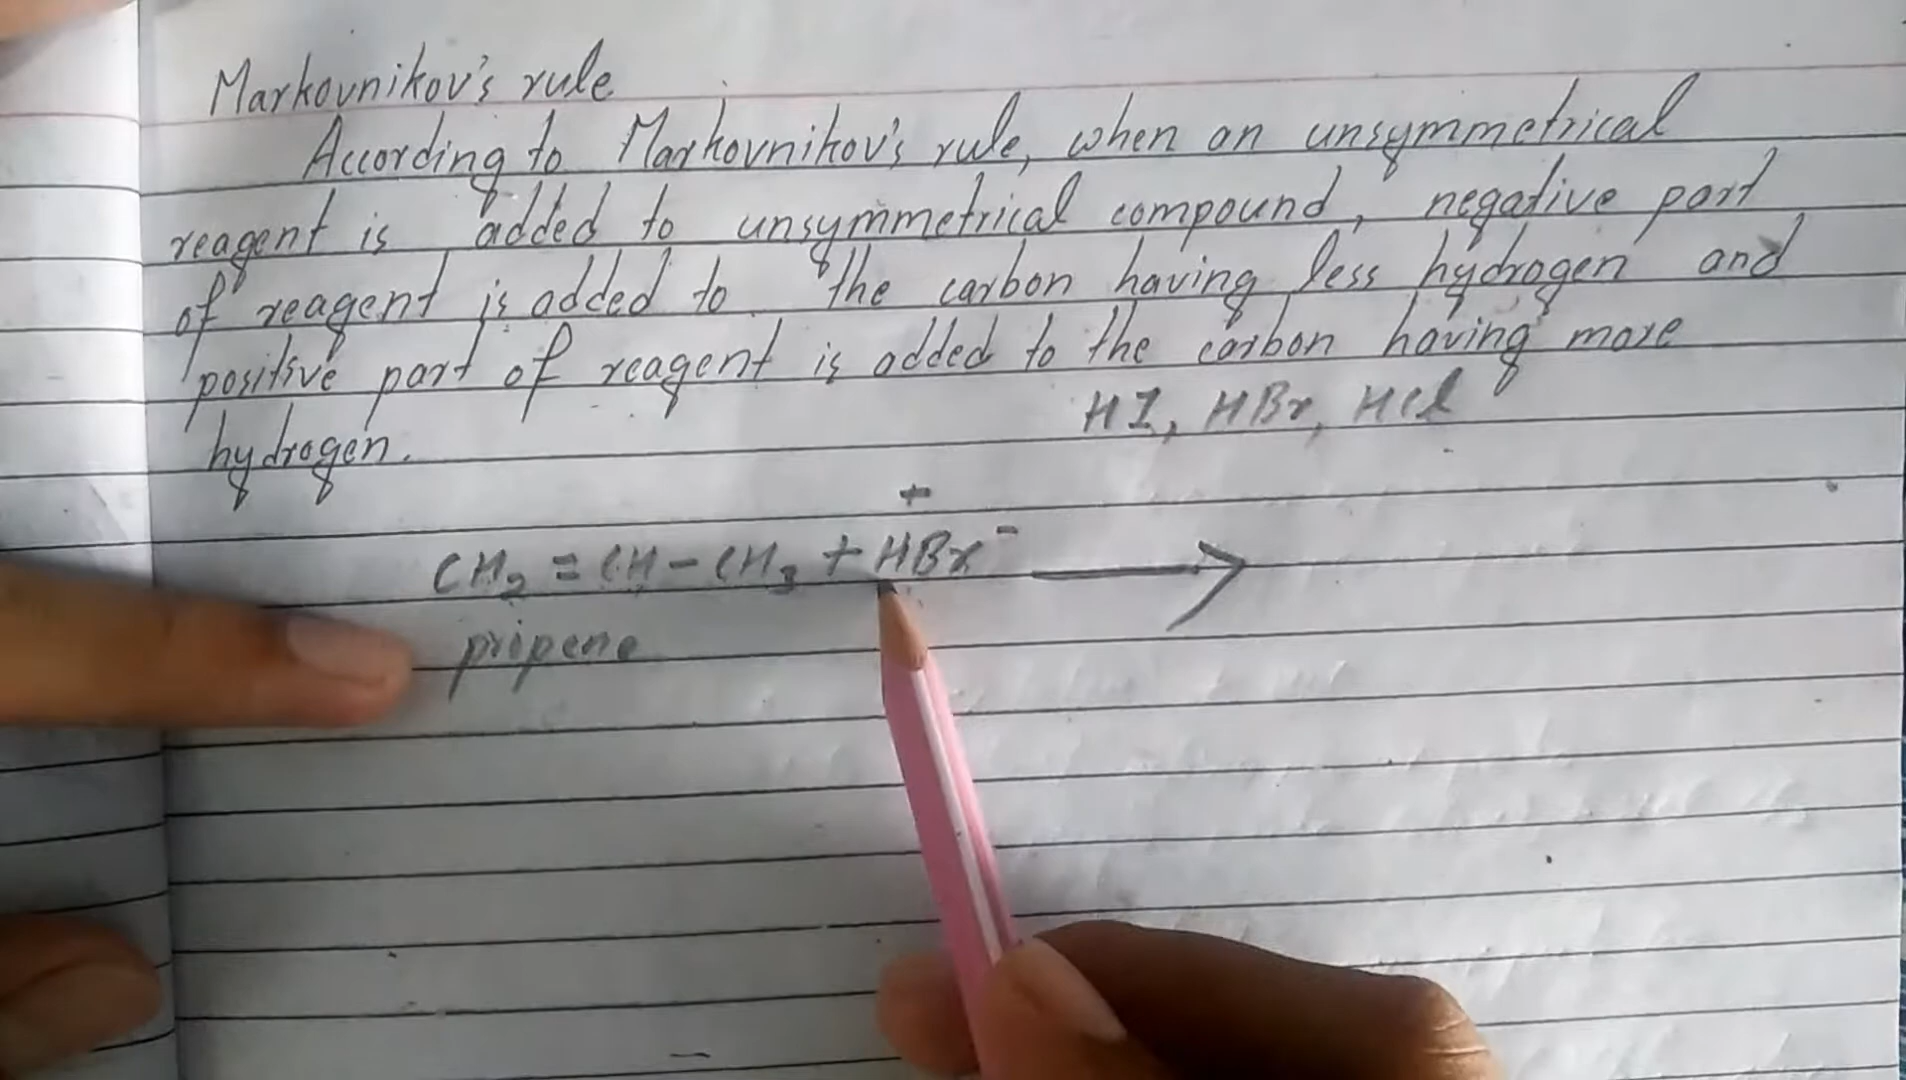 Markovnikov's rule
According to Markovnikov's rule, when an unsymmetrical
reagent is added to unsymmetrical compound, negative part
of reagent is added to the carbon having less hydrogen and
positive part of reagent is added to the carbon having more
hydrogen.
HI, HBr, HCl
CH₂ = CH - CH₃ + H⁺Br⁻ ⟶
propene